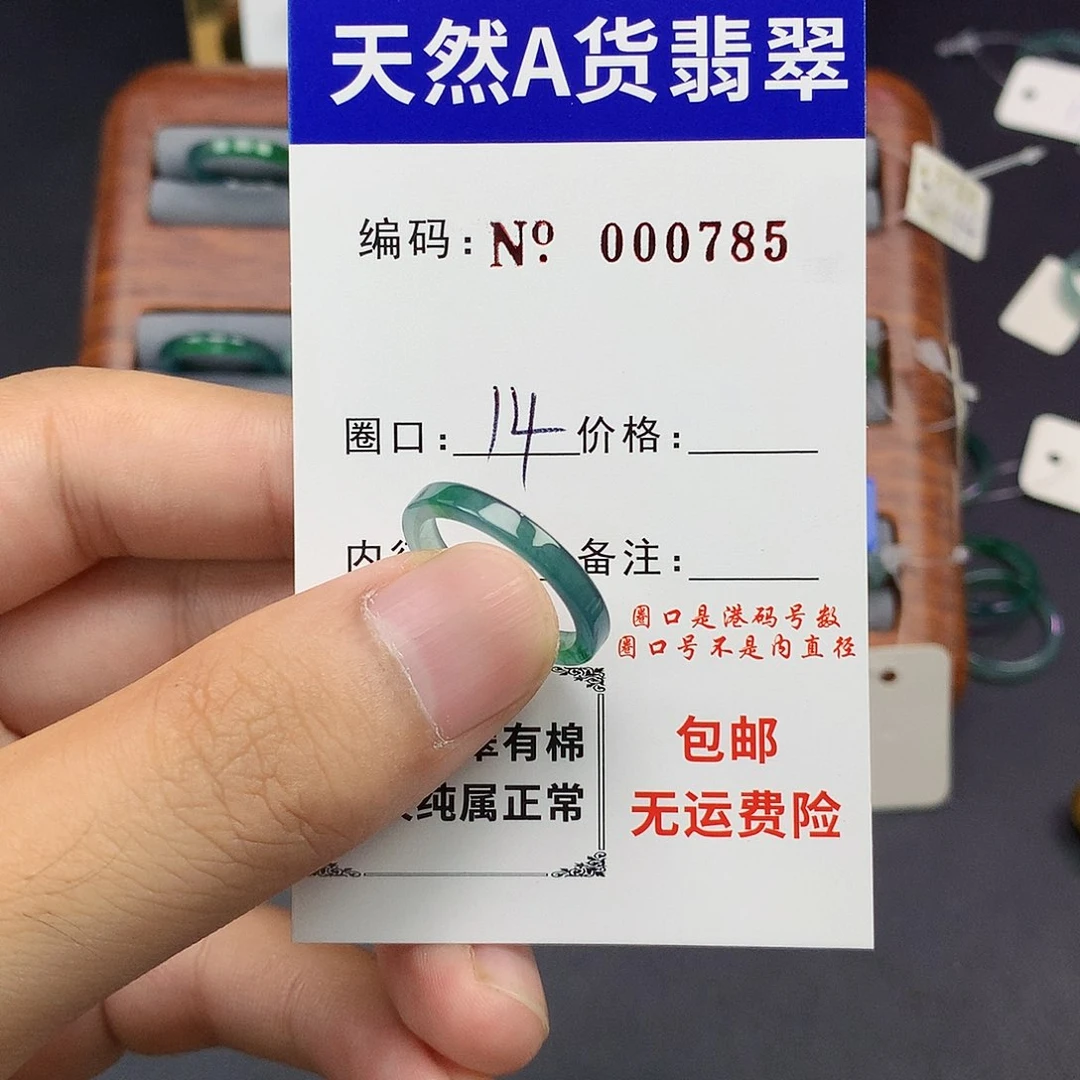 天然A货翡翠
编码：Nº 000785
圈口：14 价格：
内 备注：
圈口是港码号数
圈口号不是内直径
有棉
纯属正常
包邮
无运费险